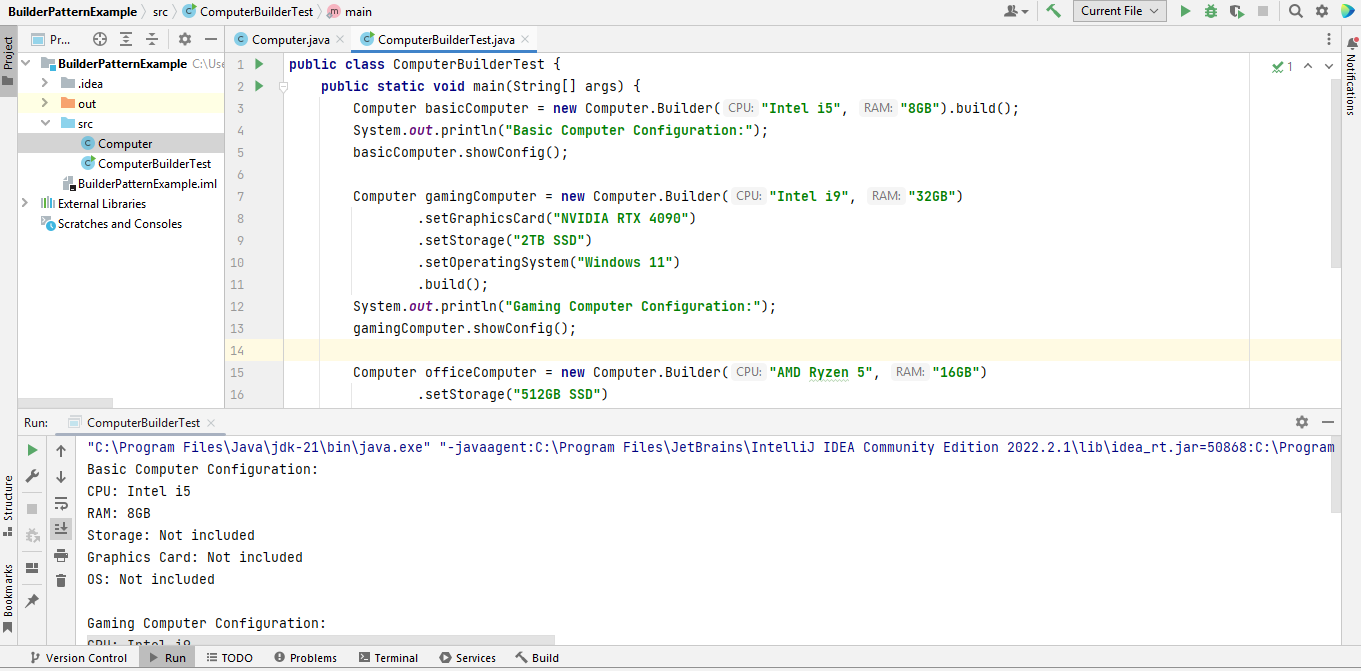 BuilderPatternExample src ComputerBuilderTest main
Current File
Project
Pr...
Computer.java ComputerBuilderTest.java
BuilderPatternExample C:\Use
.idea
out
src
Computer
ComputerBuilderTest
BuilderPatternExample.iml
External Libraries
Scratches and Consoles
1 public class ComputerBuilderTest {
2 public static void main(String[] args) {
3 Computer basicComputer = new Computer.Builder( CPU: "Intel i5", RAM: "8GB").build();
4 System.out.println("Basic Computer Configuration:");
5 basicComputer.showConfig();
6
7 Computer gamingComputer = new Computer.Builder( CPU: "Intel i9", RAM: "32GB")
8 .setGraphicsCard("NVIDIA RTX 4090")
9 .setStorage("2TB SSD")
10 .setOperatingSystem("Windows 11")
11 .build();
12 System.out.println("Gaming Computer Configuration:");
13 gamingComputer.showConfig();
14
15 Computer officeComputer = new Computer.Builder( CPU: "AMD Ryzen 5", RAM: "16GB")
16 .setStorage("512GB SSD")
1
Notifications
Run: ComputerBuilderTest
"C:\Program Files\Java\jdk-21\bin\java.exe" "-javaagent:C:\Program Files\JetBrains\IntelliJ IDEA Community Edition 2022.2.1\lib\idea_rt.jar=50868:C:\Program
Basic Computer Configuration:
CPU: Intel i5
RAM: 8GB
Storage: Not included
Graphics Card: Not included
OS: Not included
Gaming Computer Configuration:
CPU: Intel i9
Structure
Bookmarks
Version Control Run TODO Problems Terminal Services Build